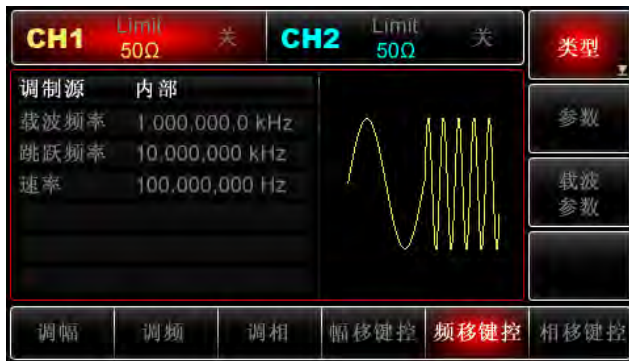 CH1 Limit 关 CH2 Limit 关 类型
50Ω 50Ω
调制源 内部
载波频率 1.000,000,0 kHz 参数
跳跃频率 10.000,000 kHz
速率 100.000,000 Hz 载波
参数
调幅 调频 调相 幅移键控 频移键控 相移键控